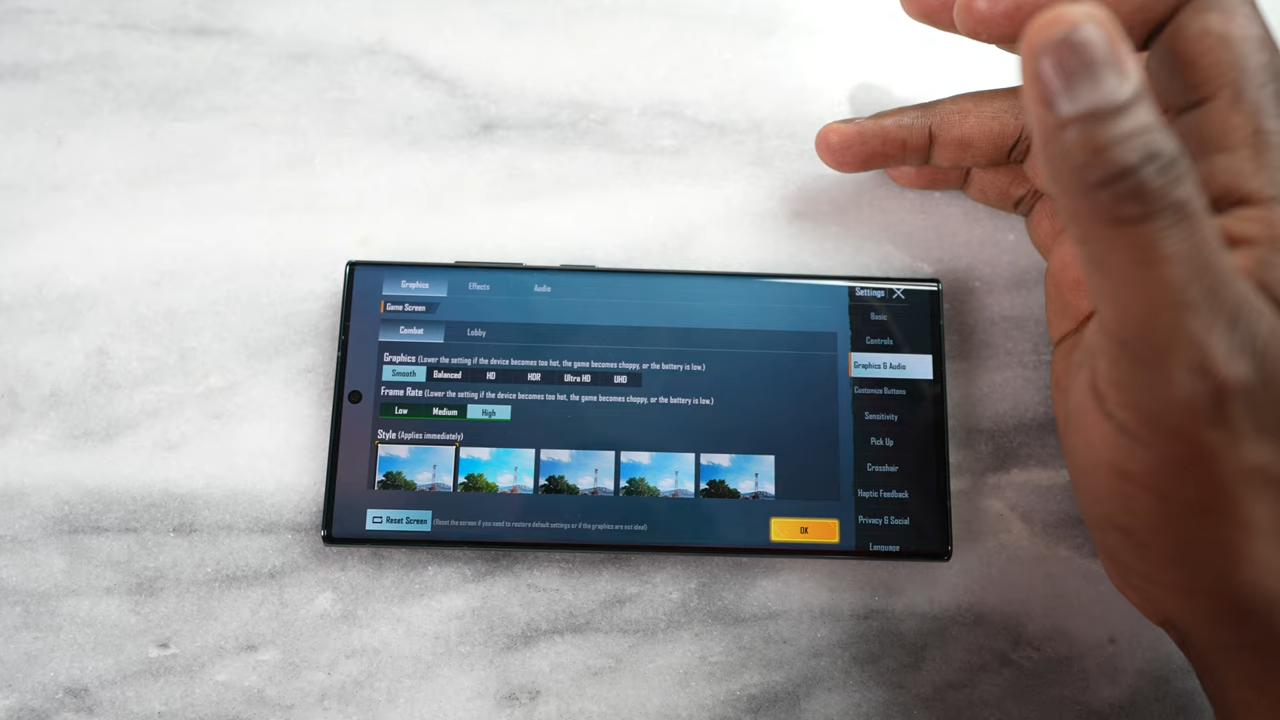 Graphics Effects Audio
Game Screen
Combat Lobby
Graphics (Lower the setting if the device becomes too hot, the game becomes choppy, or the battery is low.)
Smooth Balanced HD HDR Ultra HD UHD
Frame Rate (Lower the setting if the device becomes too hot, the game becomes choppy, or the battery is low.)
Low Medium High
Style (Applies immediately)
Reset Screen (Reset the screen if you need to restore default settings or if the graphics are not ideal)
OK
Settings
Basic
Controls
Graphics & Audio
Customize Buttons
Sensitivity
Pick Up
Crosshair
Haptic Feedback
Privacy & Social
Language